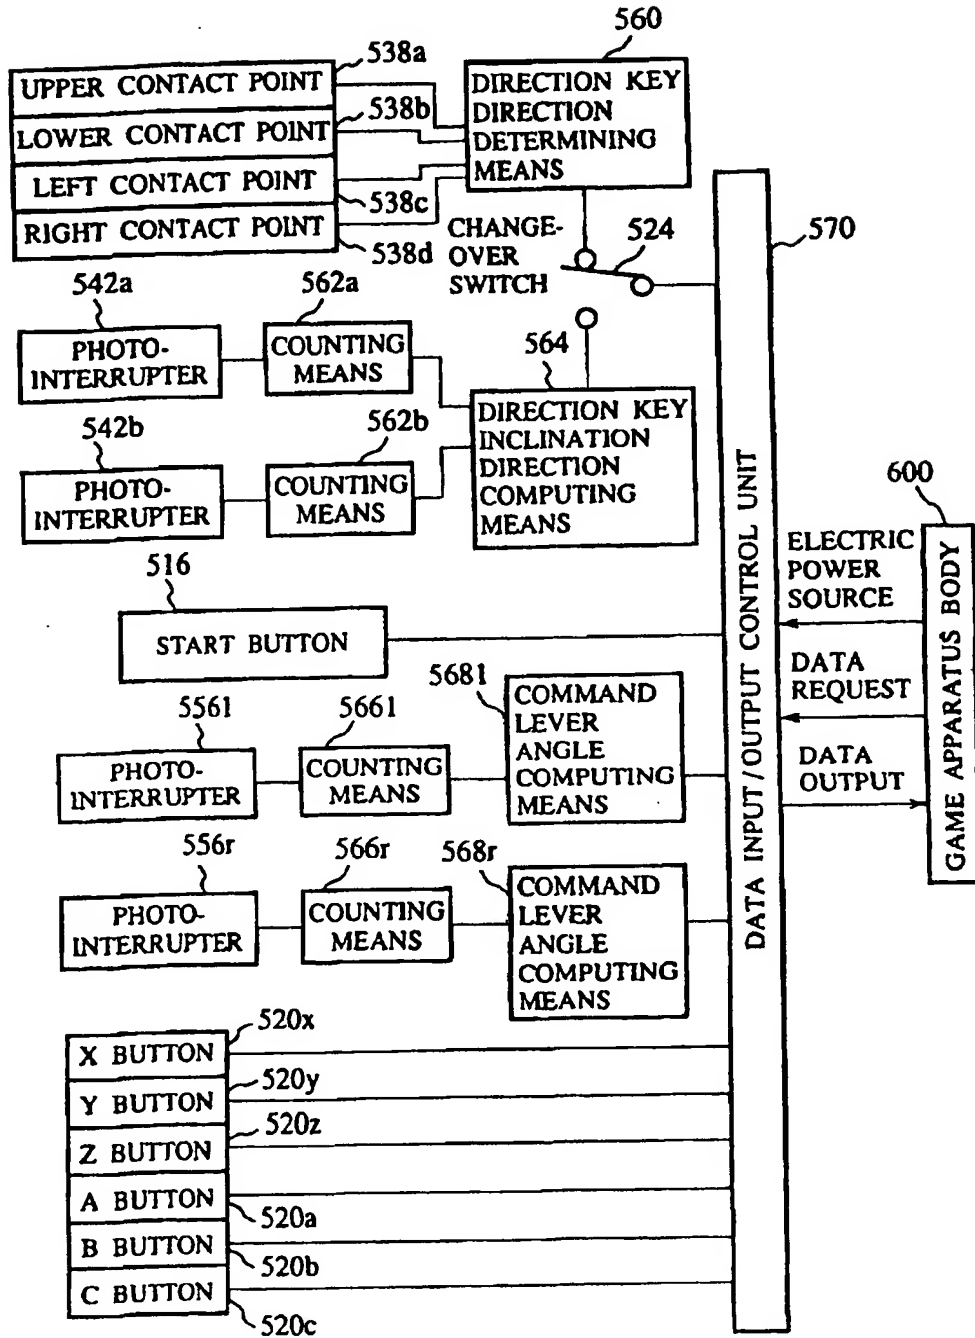 560
538a
UPPER CONTACT POINT
538b
LOWER CONTACT POINT
LEFT CONTACT POINT
538c
RIGHT CONTACT POINT
538d
DIRECTION KEY
DIRECTION
DETERMINING
MEANS
CHANGE-
OVER
SWITCH
524
570
542a
PHOTO-
INTERRUPTER
562a
COUNTING
MEANS
564
DIRECTION KEY
INCLINATION
DIRECTION
COMPUTING
MEANS
542b
PHOTO-
INTERRUPTER
562b
COUNTING
MEANS
516
START BUTTON
DATA INPUT/OUTPUT CONTROL UNIT
600
GAME APPARATUS BODY
ELECTRIC
POWER
SOURCE
DATA
REQUEST
DATA
OUTPUT
5561
PHOTO-
INTERRUPTER
5661
COUNTING
MEANS
5681
COMMAND
LEVER
ANGLE
COMPUTING
MEANS
556r
PHOTO-
INTERRUPTER
566r
COUNTING
MEANS
568r
COMMAND
LEVER
ANGLE
COMPUTING
MEANS
520x
X BUTTON
520y
Y BUTTON
520z
Z BUTTON
A BUTTON
520a
B BUTTON
520b
C BUTTON
520c